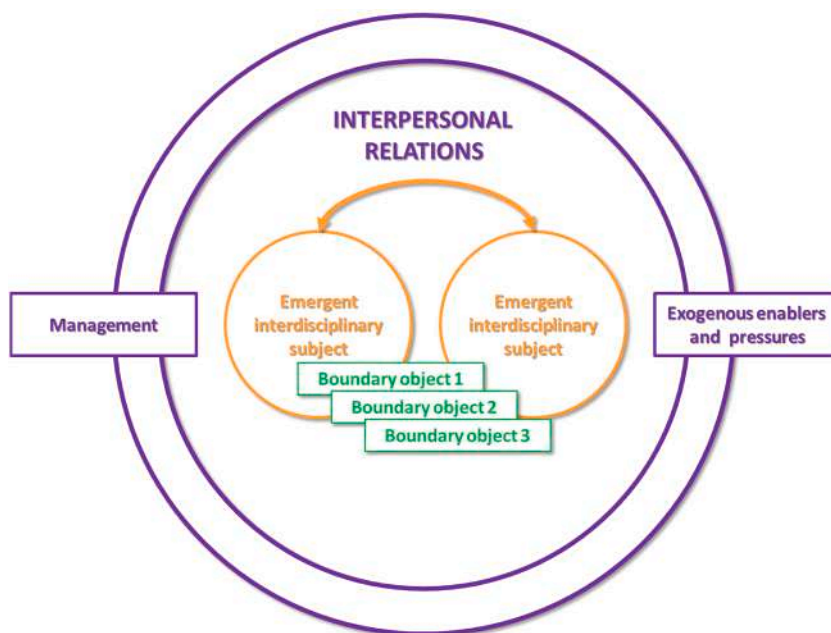 INTERPERSONAL
RELATIONS
Management
Emergent
interdisciplinary
subject
Emergent
interdisciplinary
subject
Exogenous enablers
and pressures
Boundary object 1
Boundary object 2
Boundary object 3